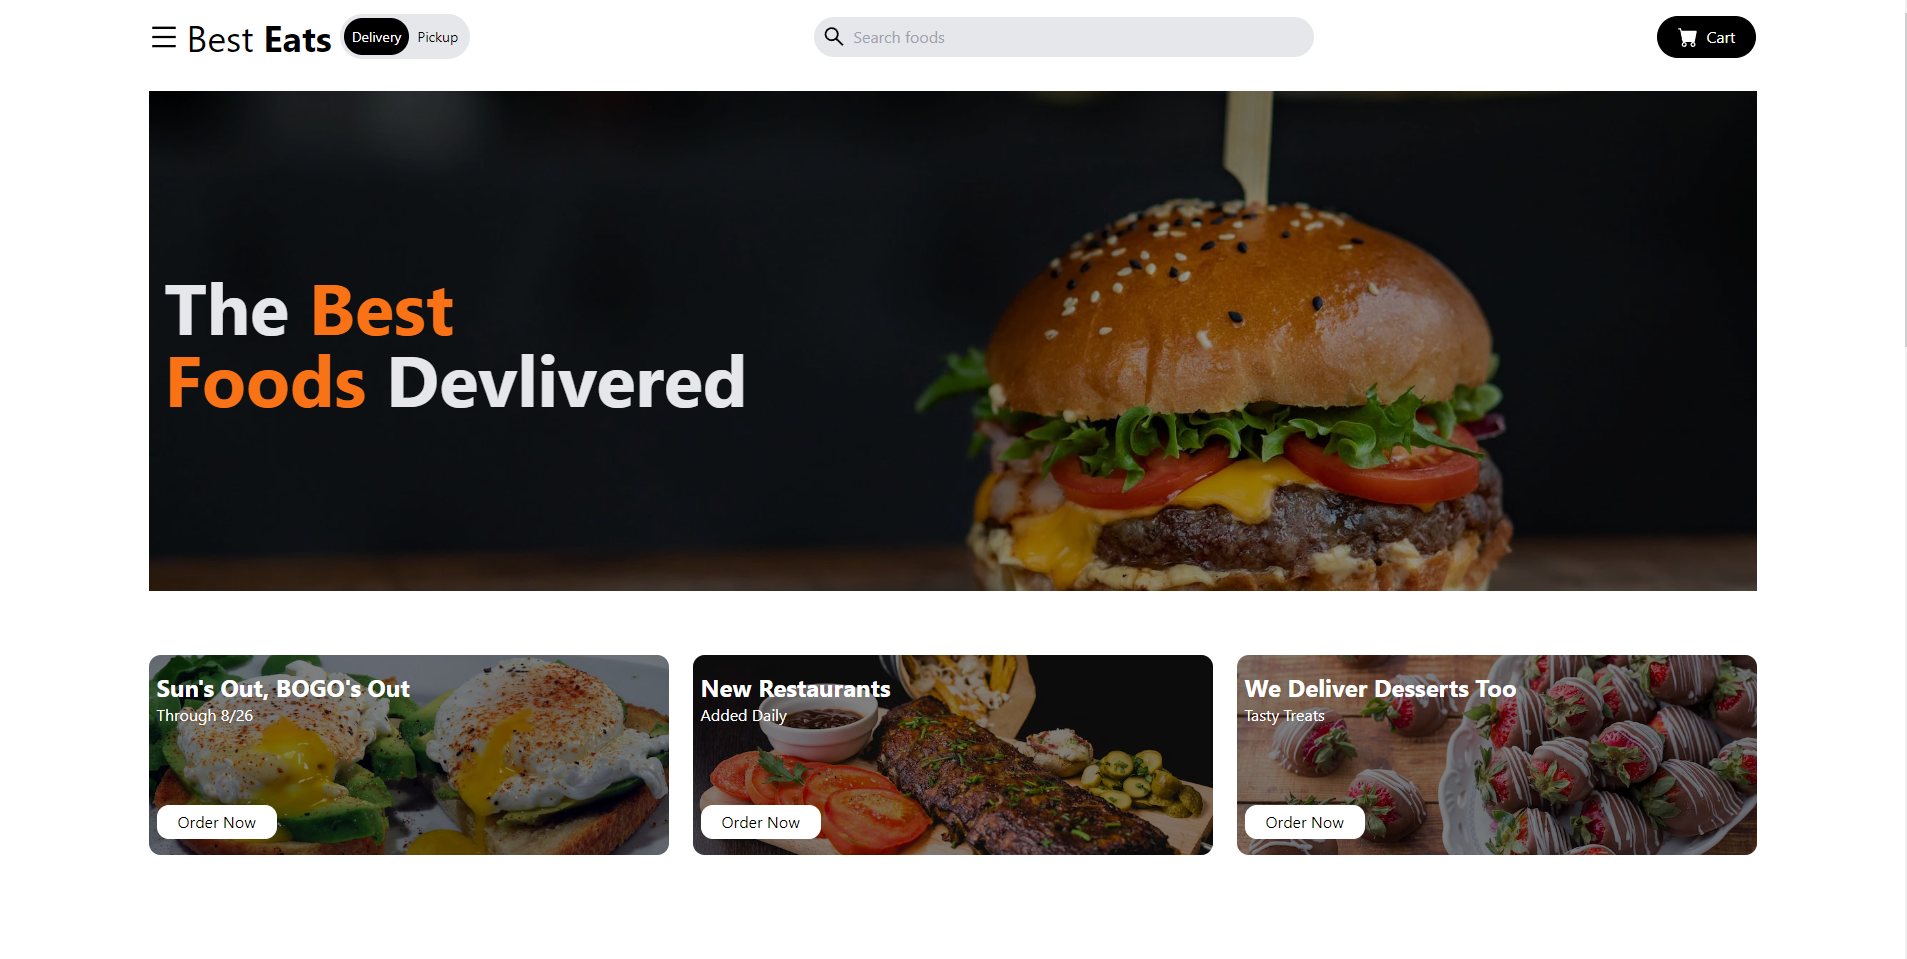 Best Eats
Delivery Pickup
Search foods
Cart
The Best
Foods Devlivered
Sun's Out, BOGO's Out
Through 8/26
Order Now
New Restaurants
Added Daily
Order Now
We Deliver Desserts Too
Tasty Treats
Order Now